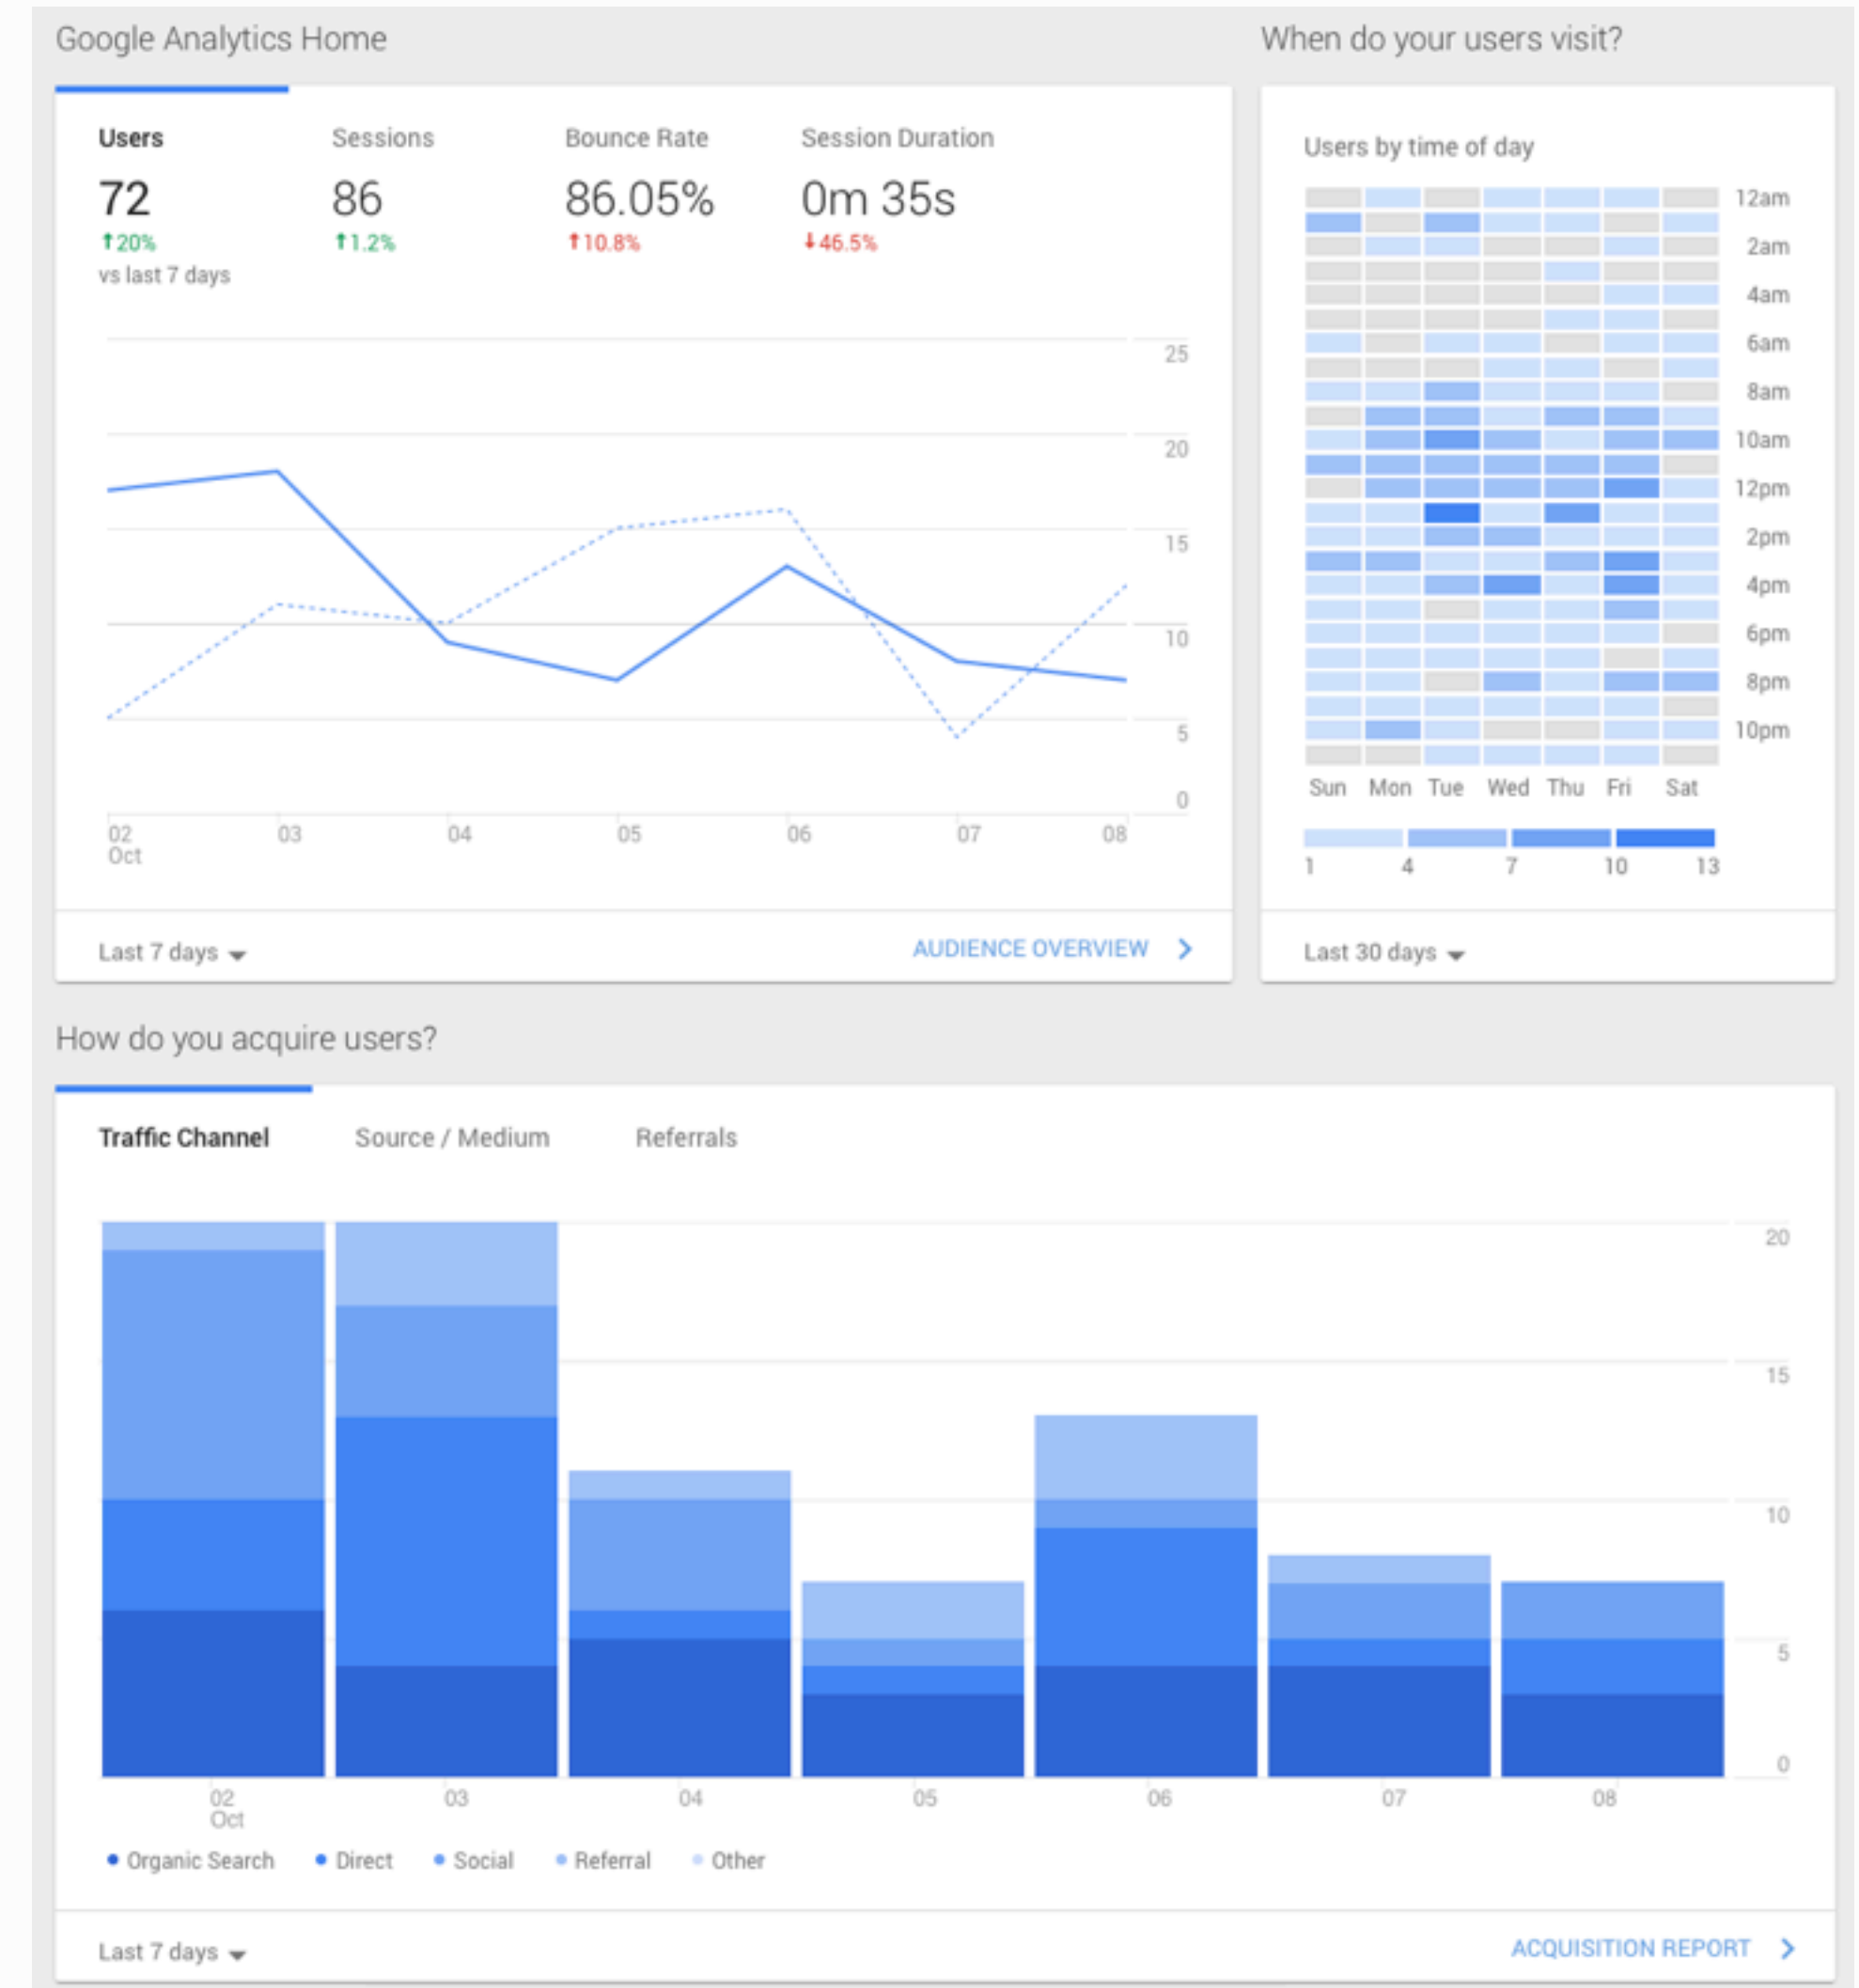 Google Analytics Home
Users Sessions Bounce Rate Session Duration
72 86 86.05% 0m 35s
↑20% ↑1.2% ↑10.8% ↓46.5%
vs last 7 days
25
20
15
10
5
0
02 03 04 05 06 07 08
Oct
Last 7 days AUDIENCE OVERVIEW
When do your users visit?
Users by time of day
12am
2am
4am
6am
8am
10am
12pm
2pm
4pm
6pm
8pm
10pm
Sun Mon Tue Wed Thu Fri Sat
1 4 7 10 13
Last 30 days
How do you acquire users?
Traffic Channel Source / Medium Referrals
20
15
10
5
0
02 03 04 05 06 07 08
Oct
Organic Search Direct Social Referral Other
Last 7 days ACQUISITION REPORT